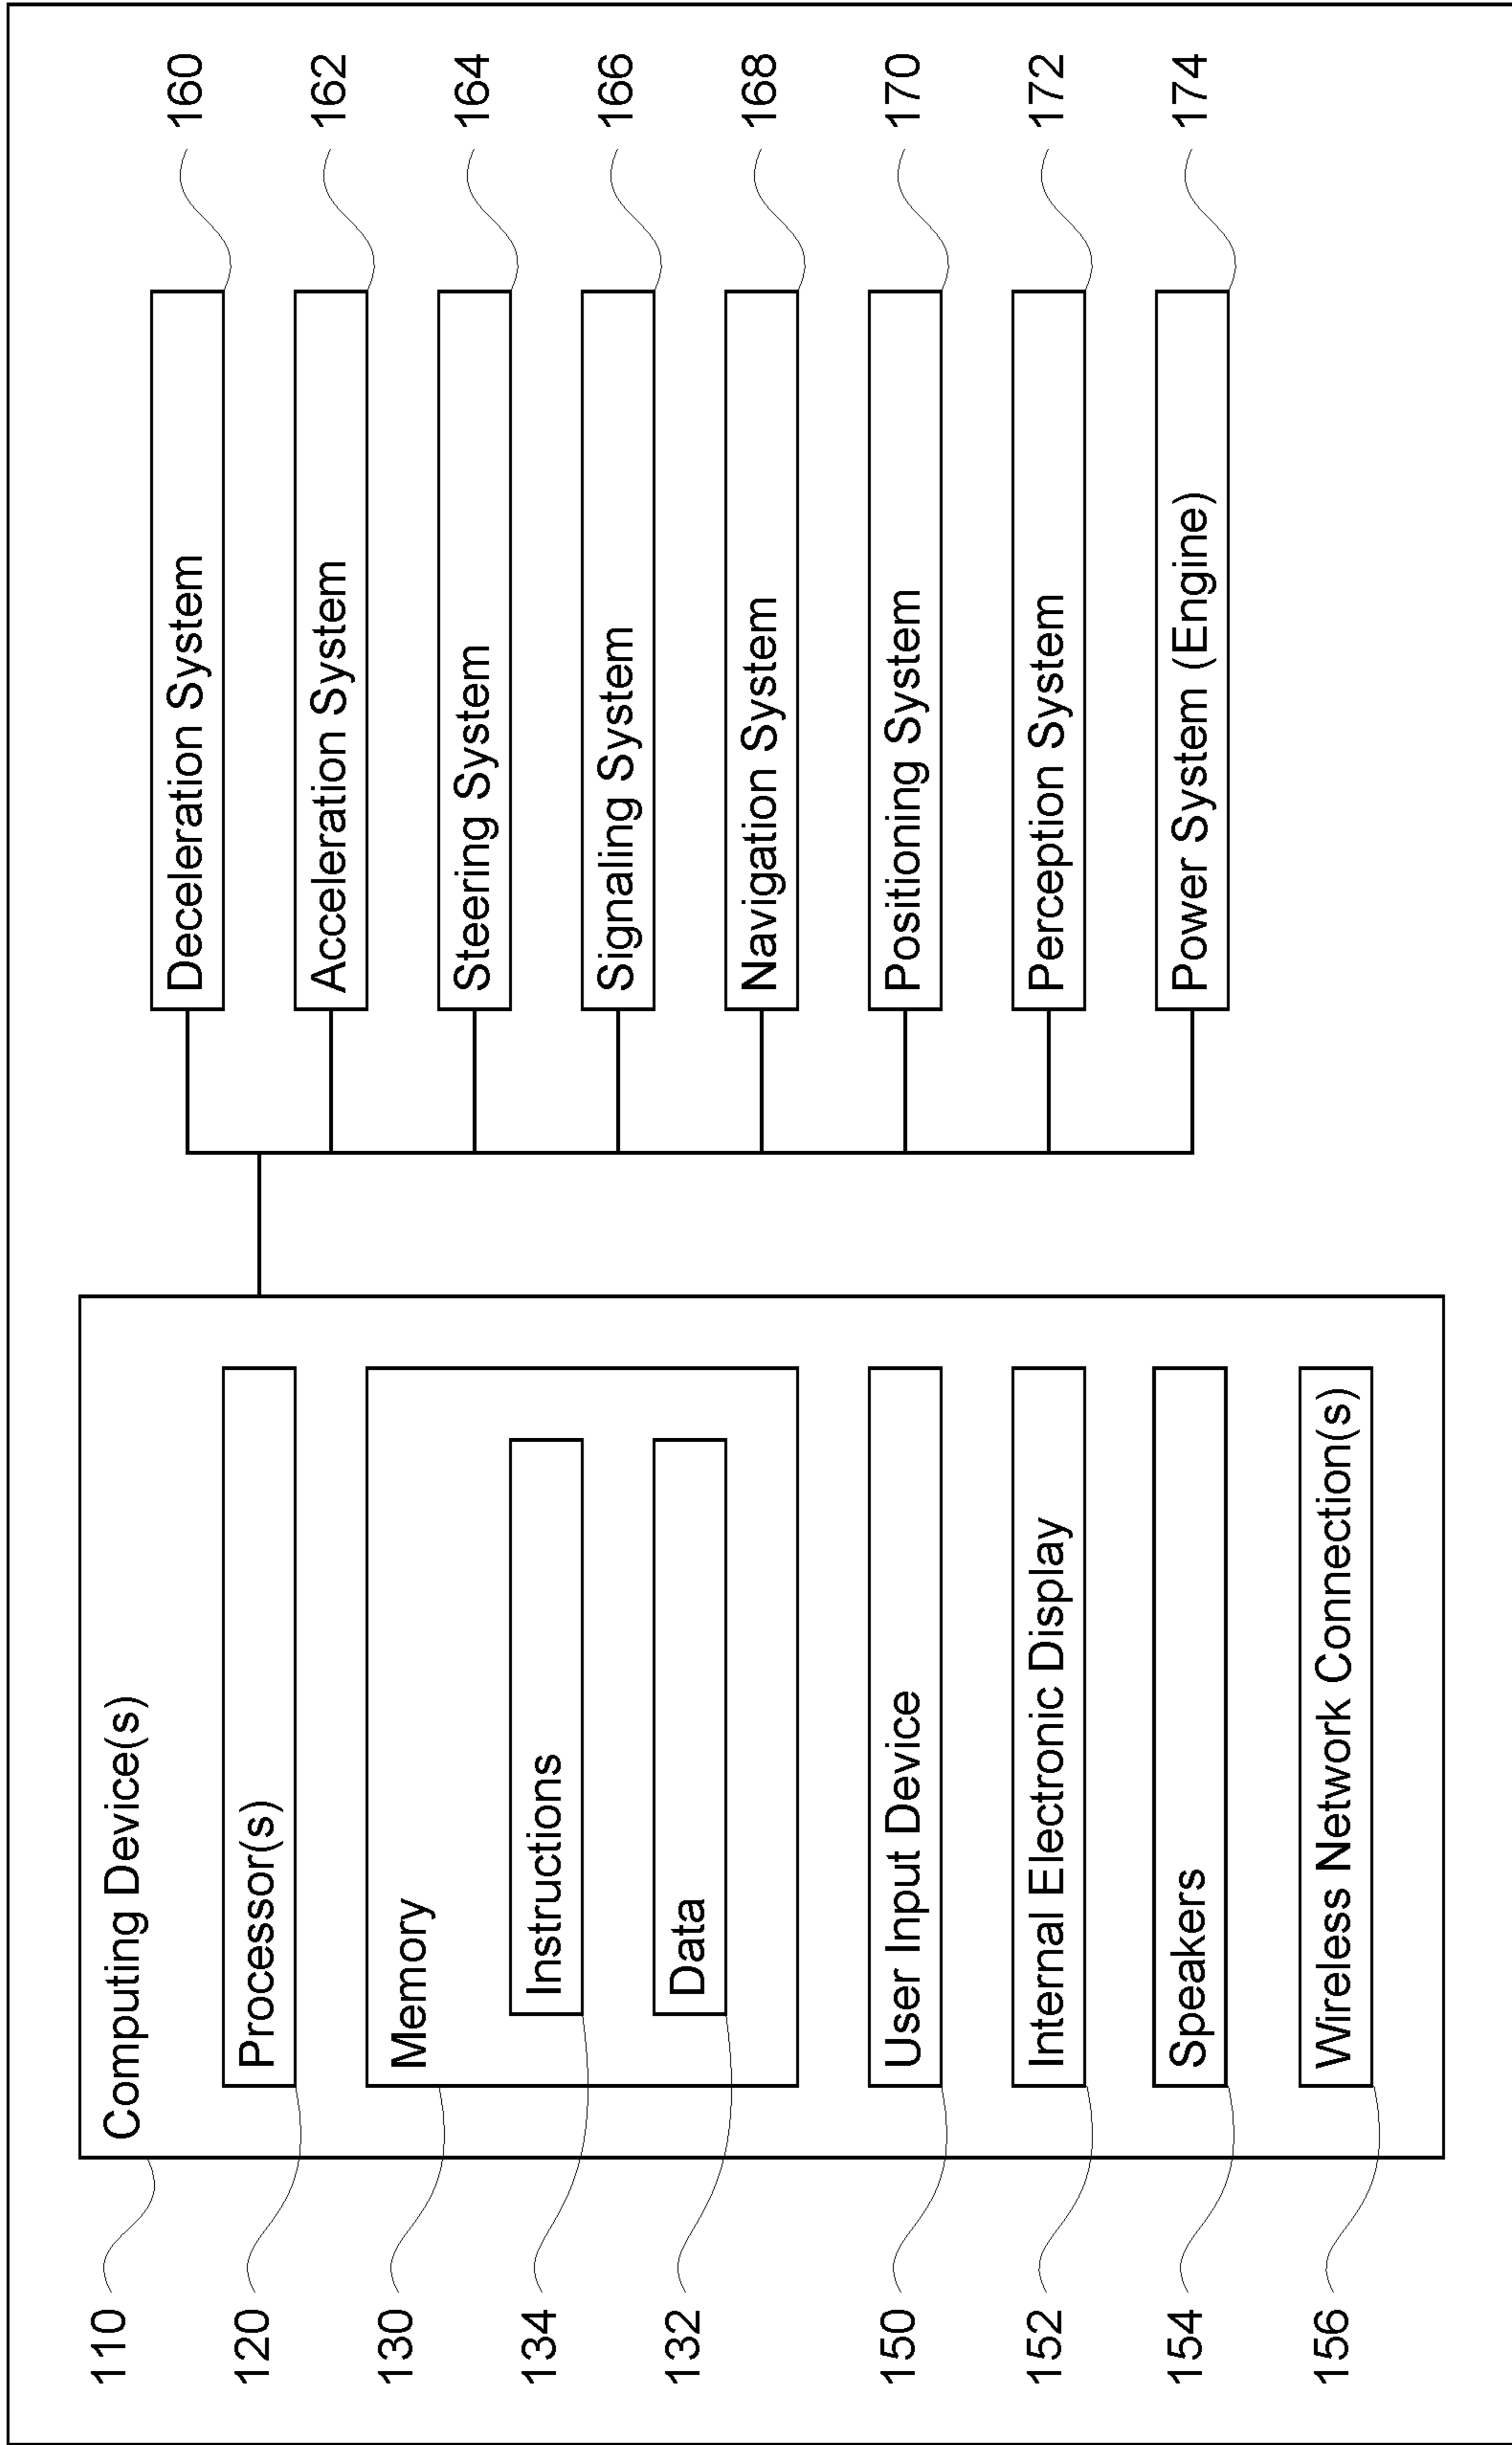 110
Computing Device(s)
120
Processor(s)
130
Memory
134
Instructions
132
Data
150
User Input Device
152
Internal Electronic Display
154
Speakers
156
Wireless Network Connection(s)
Deceleration System
160
Acceleration System
162
Steering System
164
Signaling System
166
Navigation System
168
Positioning System
170
Perception System
172
Power System (Engine)
174